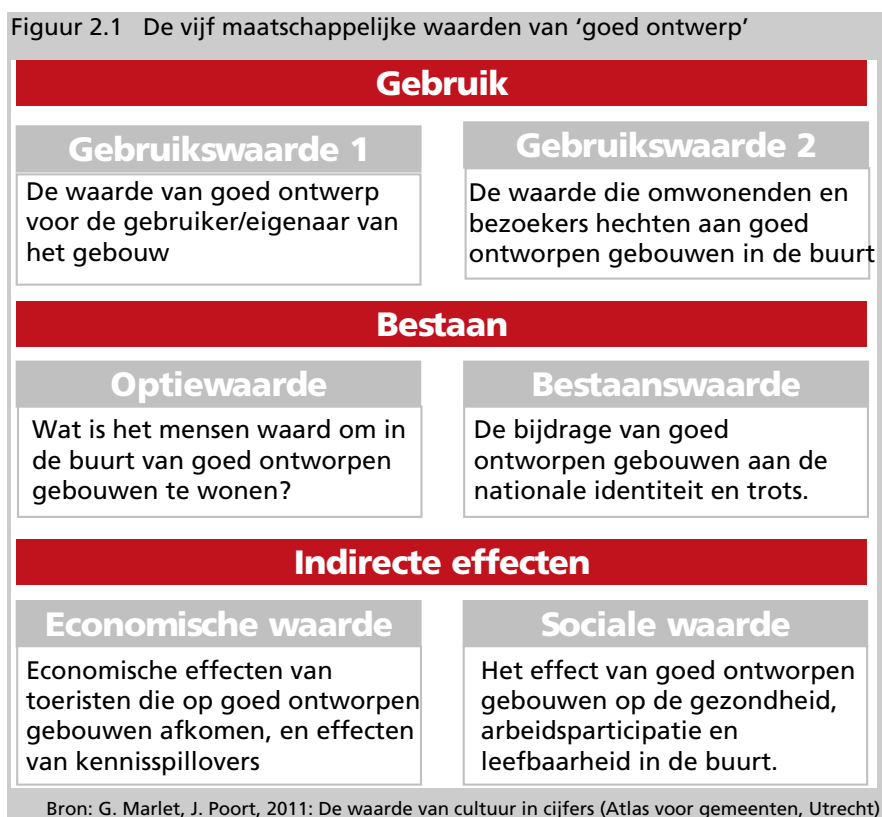 Figuur 2.1 De vijf maatschappelijke waarden van ‘goed ontwerp’
Gebruik
Gebruikswaarde 1
De waarde van goed ontwerp
voor de gebruiker/eigenaar van
het gebouw
Gebruikswaarde 2
De waarde die omwonenden en
bezoekers hechten aan goed
ontworpen gebouwen in de buurt
Bestaan
Optiewaarde
Wat is het mensen waard om in
de buurt van goed ontworpen
gebouwen te wonen?
Bestaanswaarde
De bijdrage van goed
ontworpen gebouwen aan de
nationale identiteit en trots.
Indirecte effecten
Economische waarde
Economische effecten van
toeristen die op goed ontworpen
gebouwen afkomen, en effecten
van kennisspillovers
Sociale waarde
Het effect van goed ontworpen
gebouwen op de gezondheid,
arbeidsparticipatie en
leefbaarheid in de buurt.
Bron: G. Marlet, J. Poort, 2011: De waarde van cultuur in cijfers (Atlas voor gemeenten, Utrecht)